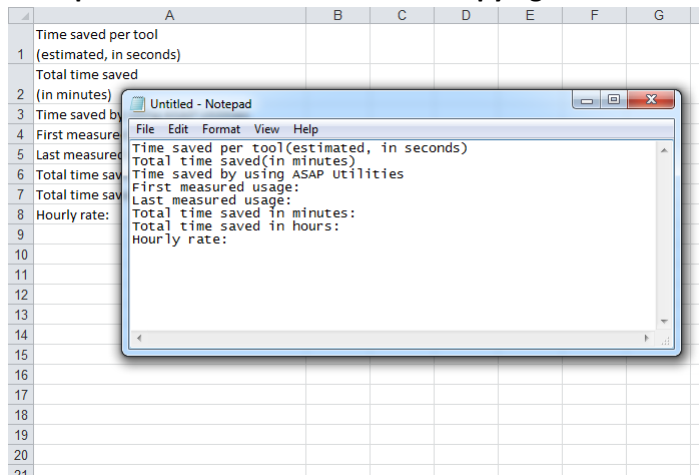 A B C D E F G
Time saved per tool
1 (estimated, in seconds)
Total time saved
2 (in minutes)
3 Time saved by
4 First measure
5 Last measured
6 Total time sav
7 Total time sav
8 Hourly rate:
9
10
11
12
13
14
15
16
17
18
19
20
21
Untitled - Notepad
File Edit Format View Help
Time saved per tool(estimated, in seconds)
Total time saved(in minutes)
Time saved by using ASAP Utilities
First measured usage:
Last measured usage:
Total time saved in minutes:
Total time saved in hours:
Hourly rate: